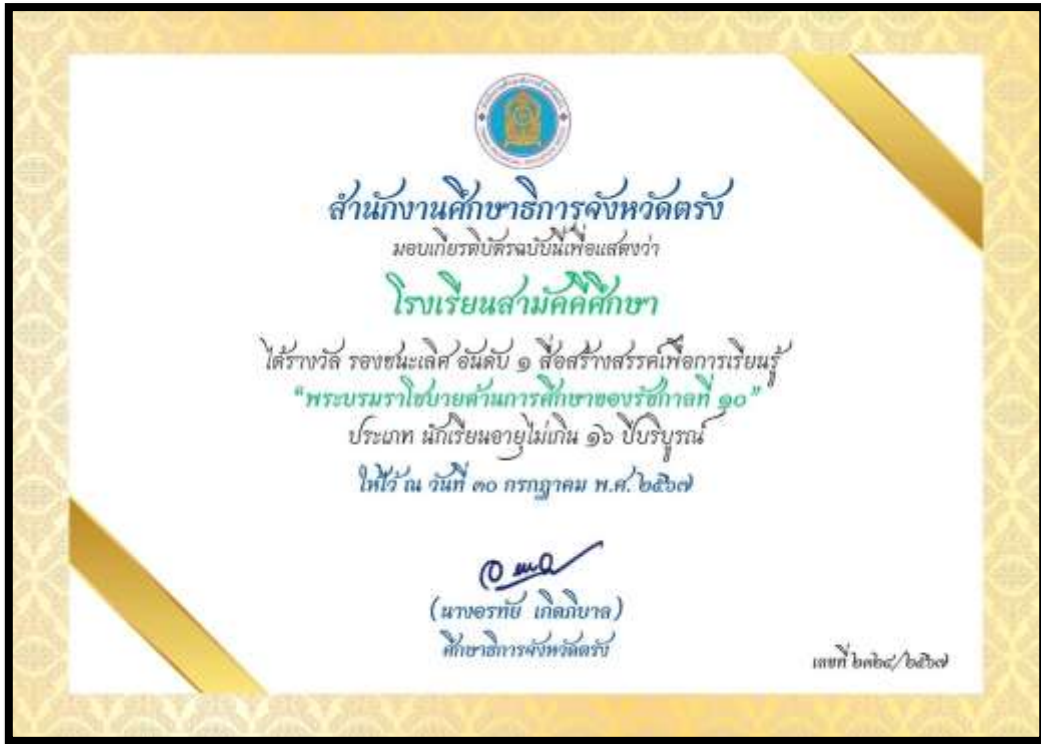 สำนักงานศึกษาธิการจังหวัดตรัง
มอบเกียรติบัตรฉบับนี้เพื่อแสดงว่า
โรงเรียนสามัคคีศึกษา
ได้รางวัล รองชนะเลิศ อันดับ ๑ สื่อสร้างสรรค์เพื่อการเรียนรู้
“พระบรมราโชบายด้านการศึกษาของรัชกาลที่ ๑๐”
ประเภท นักเรียนอายุไม่เกิน ๑๖ ปีบริบูรณ์
ให้ไว้ ณ วันที่ ๓๐ กรกฎาคม พ.ศ. ๒๕๖๗
(นางอรทัย เกิดภิบาล)
ศึกษาธิการจังหวัดตรัง
เลขที่